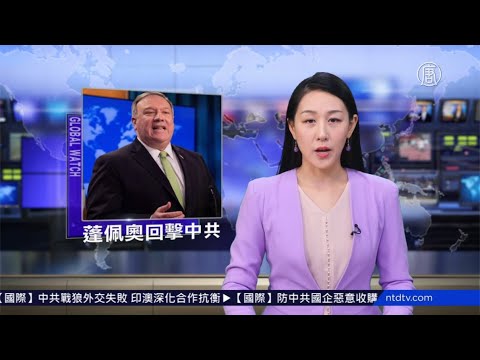 唐
GLOBAL WATCH
蓬佩奧回擊中共
【國際】中共戰狼外交失敗 印澳深化合作抗衡▶【國際】防中共國企惡意收購
ntdtv.com